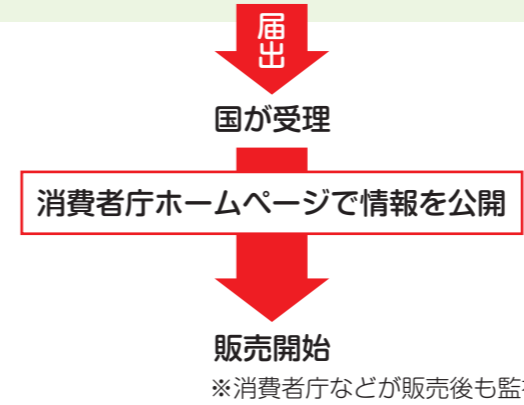 届出
国が受理
消費者庁ホームページで情報を公開
販売開始
※消費者庁などが販売後も監